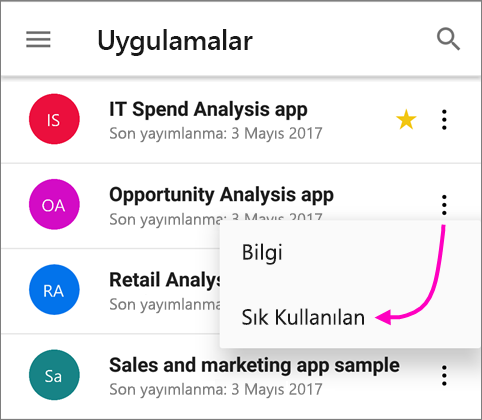 Uygulamalar
IS
IT Spend Analysis app
Son yayımlanma: 3 Mayıs 2017
OA
Opportunity Analysis app
Son yayımlanma: 3 Mayıs 2017
Bilgi
RA
Retail Analys
Son yayımlan
Sık Kullanılan
Sa
Sales and marketing app sample
Son yayımlanma: 3 Mayıs 2017